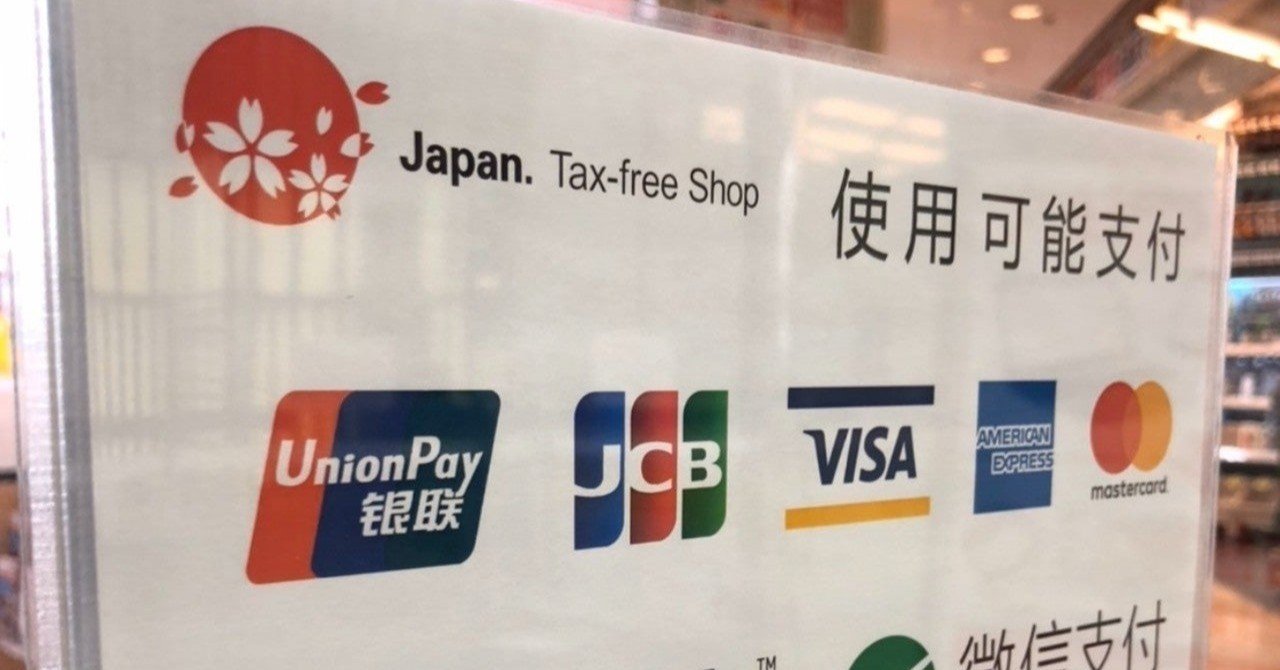 Japan. Tax-free Shop
使用可能支付
UnionPay
银联
JCB
VISA
AMERICAN
EXPRESS
mastercard.
TM
微信支付